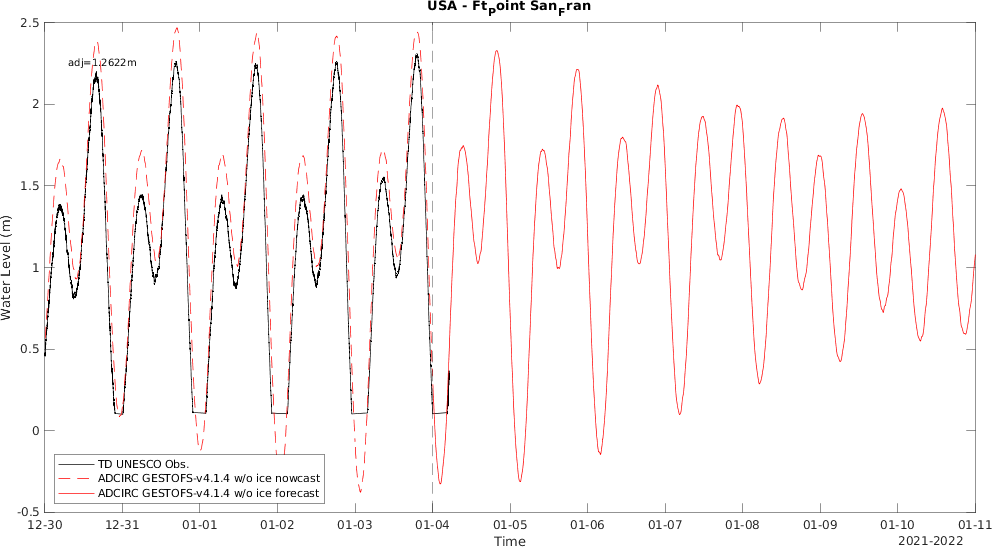 USA - FtPoint SanFran
adj=1.2622m
2.5
2
1.5
1
0.5
0
-0.5
Water Level (m)
TD UNESCO Obs.
ADCIRC GESTOFS-v4.1.4 w/o ice nowcast
ADCIRC GESTOFS-v4.1.4 w/o ice forecast
12-30 12-31 01-01 01-02 01-03 01-04 01-05 01-06 01-07 01-08 01-09 01-10 01-11
Time
2021-2022